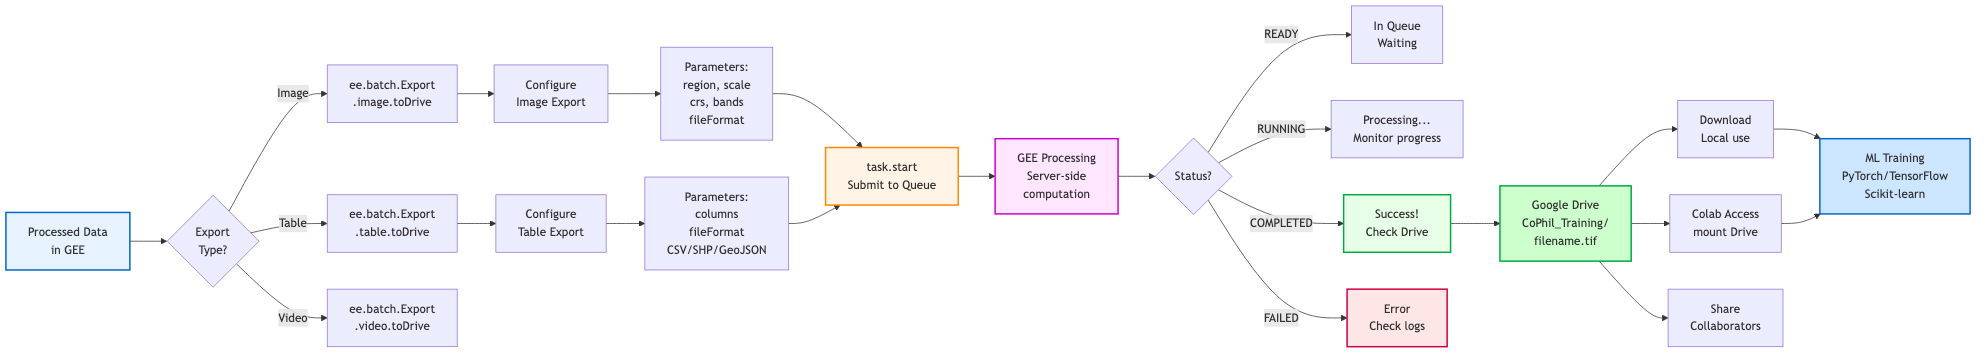 Processed Data
in GEE
Export
Type?
Image
Table
Video
ee.batch.Export
.image.toDrive
Configure
Image Export
Parameters:
region, scale
crs, bands
fileFormat
ee.batch.Export
.table.toDrive
Configure
Table Export
Parameters:
columns
fileFormat
CSV/SHP/GeoJSON
ee.batch.Export
.video.toDrive
task.start
Submit to Queue
GEE Processing
Server-side
computation
Status?
READY
In Queue
Waiting
RUNNING
Processing...
Monitor progress
COMPLETED
Success!
Check Drive
FAILED
Error
Check logs
Google Drive
CoPhil_Training/
filename.tif
Download
Local use
Colab Access
mount Drive
Share
Collaborators
ML Training
PyTorch/TensorFlow
Scikit-learn